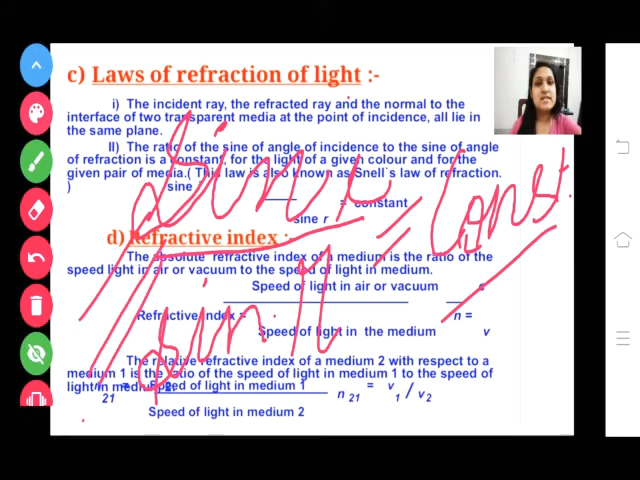 c) Laws of refraction of light :-
i) The incident ray, the refracted ray and the normal to the
interface of two transparent media at the point of incidence, all lie
in the same plane.
II) The ratio of the sine of angle of incidence to the sine of angle
of refraction is a constant, for the light of a given colour and for the
given pair of media.( This law is also known as Snell`s law of refraction.
) sine i
= constant
sine r
Sin i = Const.
sin r
d) Refractive index :-
The absolute refractive index of a medium is the ratio of the
speed light in air or vacuum to the speed of light in medium.
Speed of light in air or vacuum c
Refractive index = n =
Speed of light in the medium v
The relative refractive index of a medium 2 with respect to a
medium 1 is the ratio of the speed of light in medium 1 to the speed of
light in medium 2.
n 21 = Speed of light in medium 1 n 21 = v 1 / v 2
Speed of light in medium 2